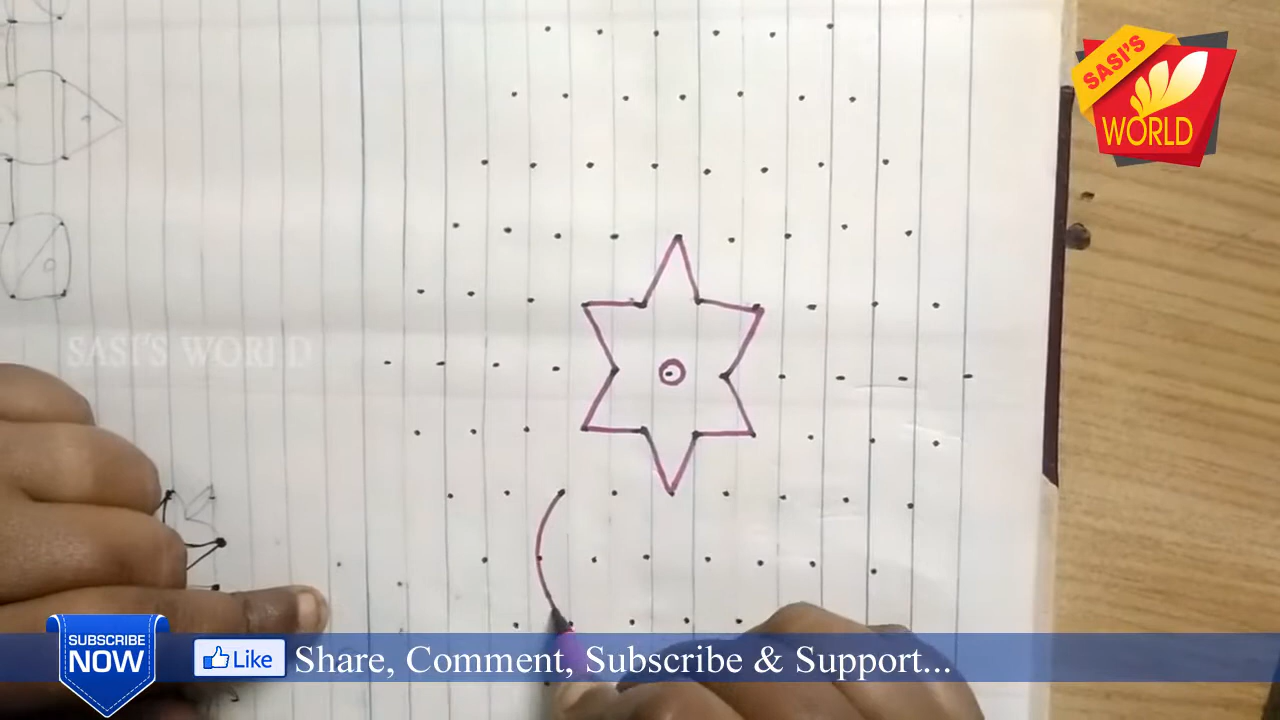 SASI'S
WORLD
SASI'S WORLD
SUBSCRIBE
NOW
Like
Share, Comment, Subscribe & Support...